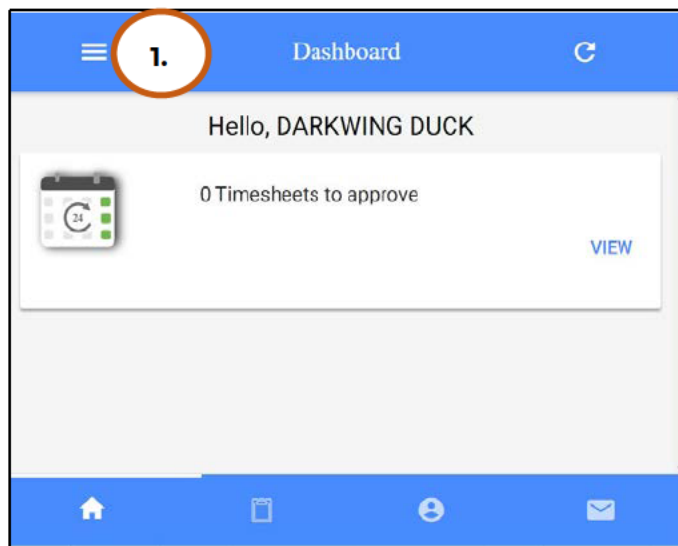 1.
Dashboard
Hello, DARKWING DUCK
0 Timesheets to approve
24
VIEW